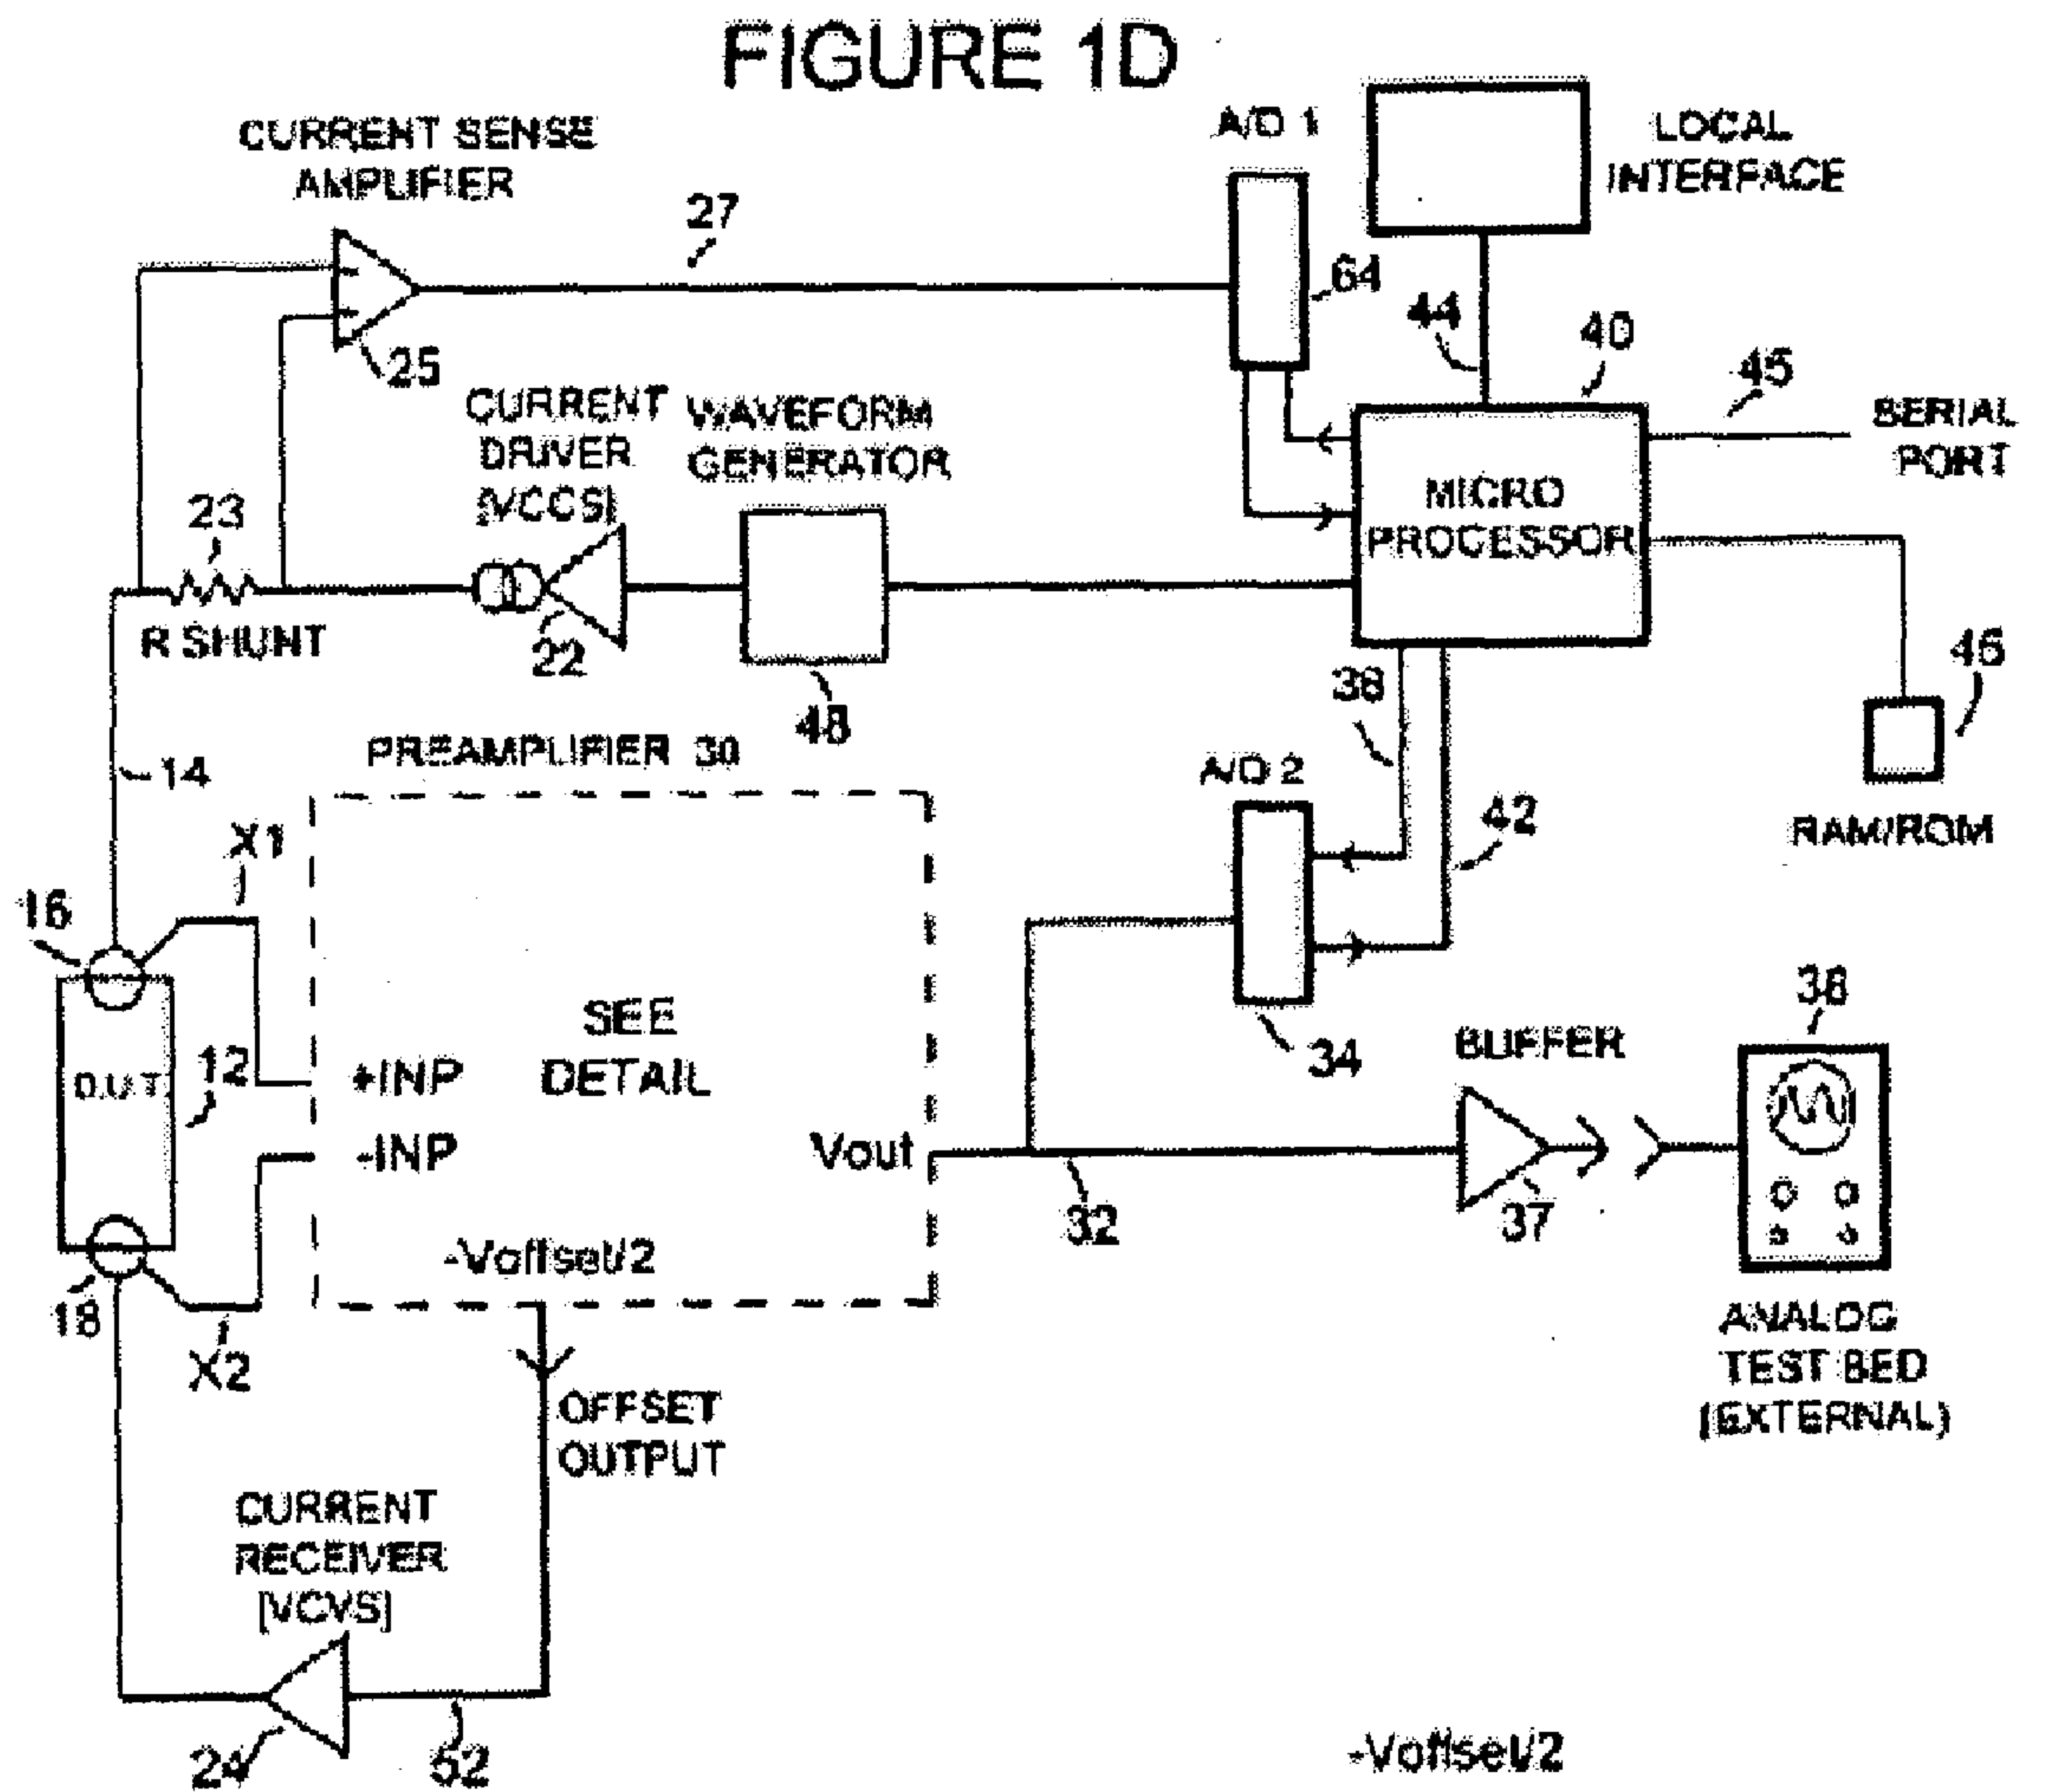 FIGURE 1D
CURRENT SENSE
AMPLIFIER
A/D 1
LOCAL
INTERFACE
27
64
25
44
40
45
SERIAL
PORT
CURRENT
DRIVER
[VCCS]
WAVEFORM
GENERATOR
MICRO
PROCESSOR
23
R SHUNT
22
48
38
46
RAM/ROM
14
PREAMPLIFIER 30
A/D 2
42
X1
16
D.U.T.
12
+INP
-INP
SEE
DETAIL
Vout
34
BUFFER
38
32
37
18
X2
-Voffset/2
OFFSET
OUTPUT
ANALOG
TEST BED
(EXTERNAL)
CURRENT
RECEIVER
[VCVS]
24
52
-Voffset/2